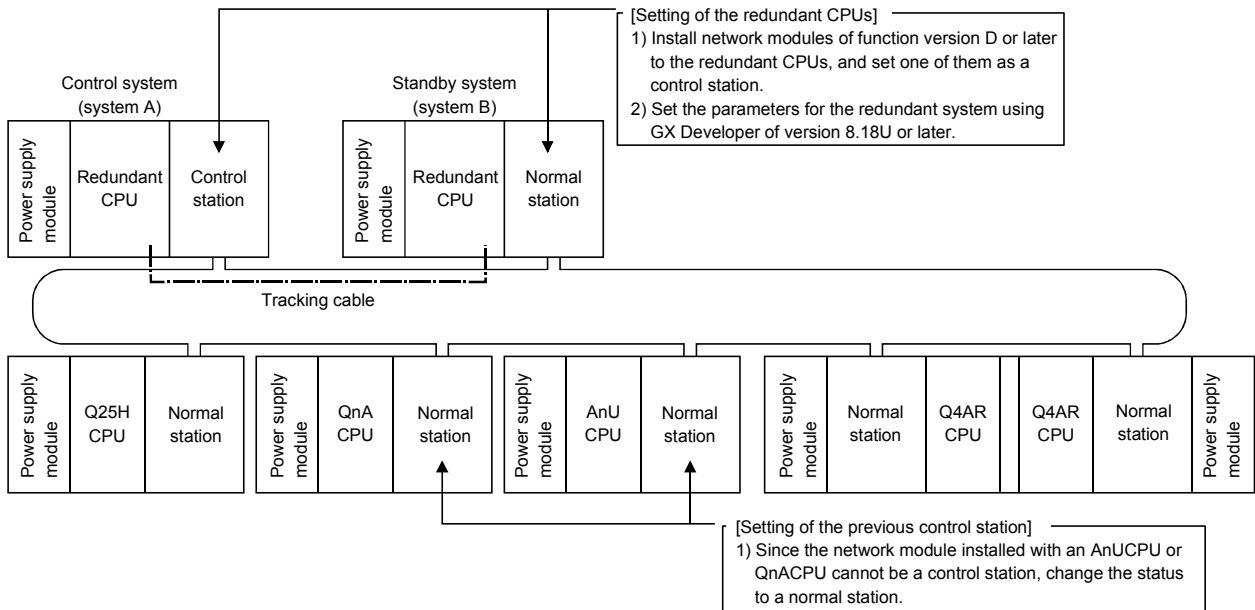 [Setting of the redundant CPUs]
1) Install network modules of function version D or later
to the redundant CPUs, and set one of them as a
control station.
2) Set the parameters for the redundant system using
GX Developer of version 8.18U or later.
Control system
(system A)
Standby system
(system B)
Power supply
module
Redundant
CPU
Control
station
Power supply
module
Redundant
CPU
Normal
station
Tracking cable
Power supply
module
Q25H
CPU
Normal
station
Power supply
module
QnA
CPU
Normal
station
Power supply
module
AnU
CPU
Normal
station
Power supply
module
Normal
station
Q4AR
CPU
Q4AR
CPU
Normal
station
Power supply
module
[Setting of the previous control station]
1) Since the network module installed with an AnUCPU or
QnACPU cannot be a control station, change the status
to a normal station.